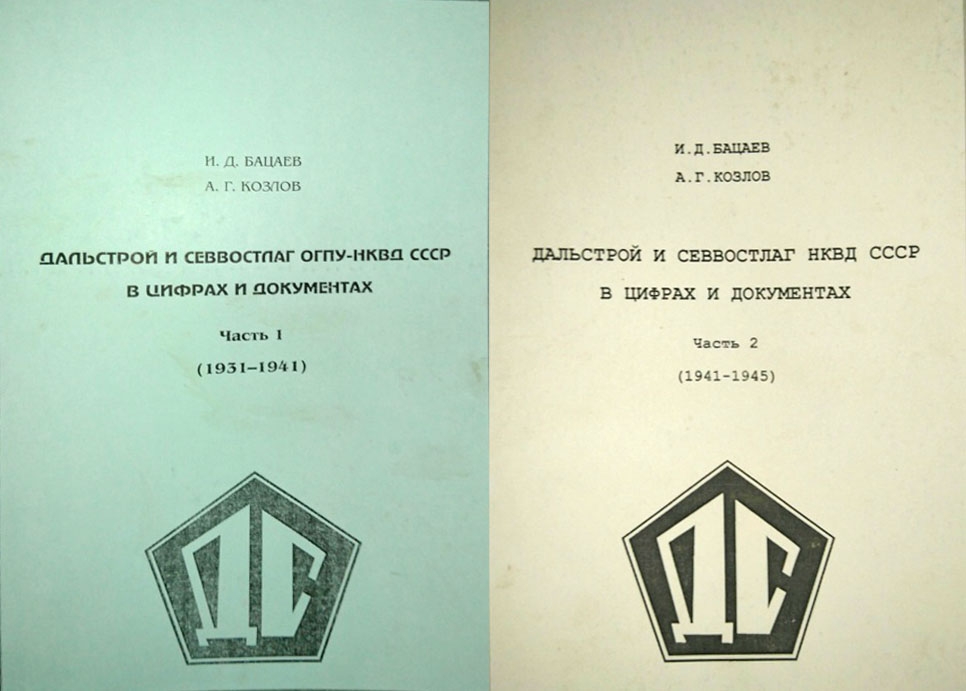 И. Д. БАЦАЕВ
А. Г. КОЗЛОВ
ДАЛЬСТРОЙ И СЕВВОСТЛАГ ОГПУ-НКВД СССР
В ЦИФРАХ И ДОКУМЕНТАХ
Часть 1
(1931–1941)
ДС
И.Д.БАЦАЕВ
А.Г.КОЗЛОВ
ДАЛЬСТРОЙ И СЕВВОСТЛАГ НКВД СССР
В ЦИФРАХ И ДОКУМЕНТАХ
Часть 2
(1941-1945)
ДС